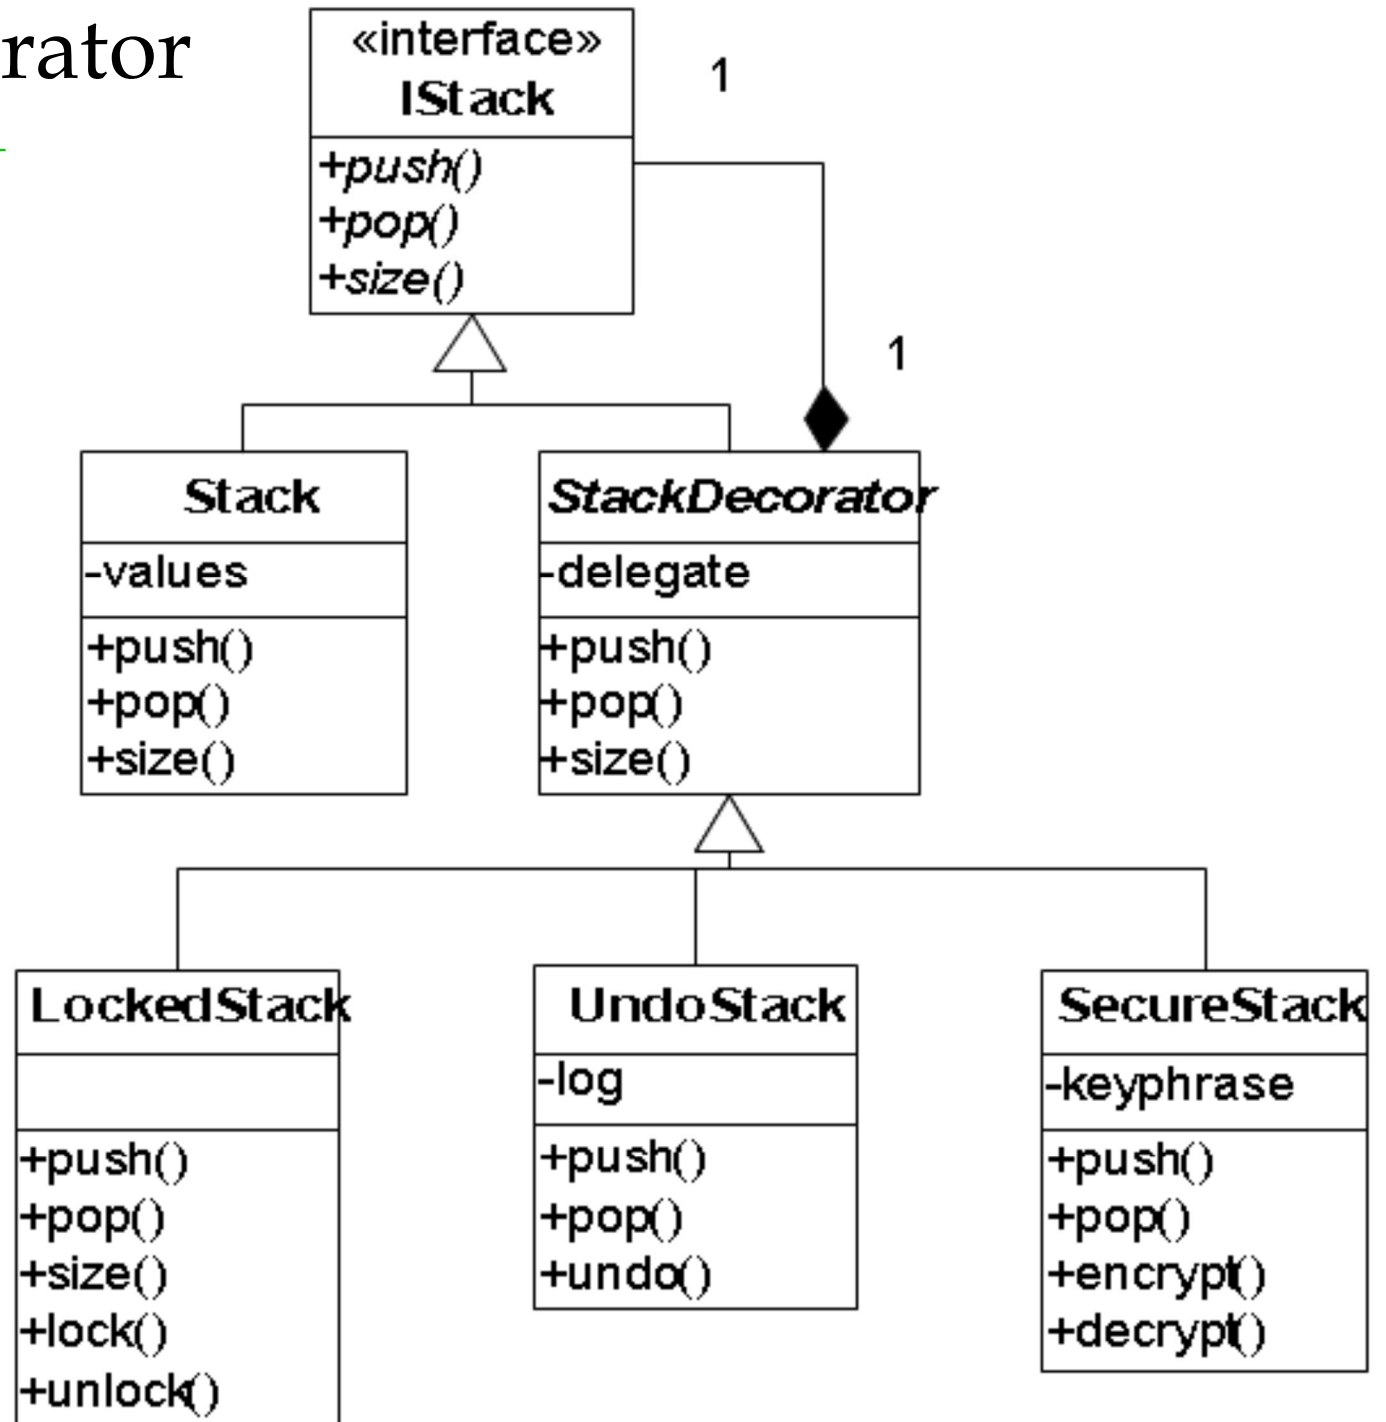 rator
«interface»
IStack
1
+push()
+pop()
+size()
1
Stack
-values
+push()
+pop()
+size()
StackDecorator
-delegate
+push()
+pop()
+size()
LockedStack
+push()
+pop()
+size()
+lock()
+unlock()
UndoStack
-log
+push()
+pop()
+undo()
SecureStack
-keyphrase
+push()
+pop()
+encrypt()
+decrypt()